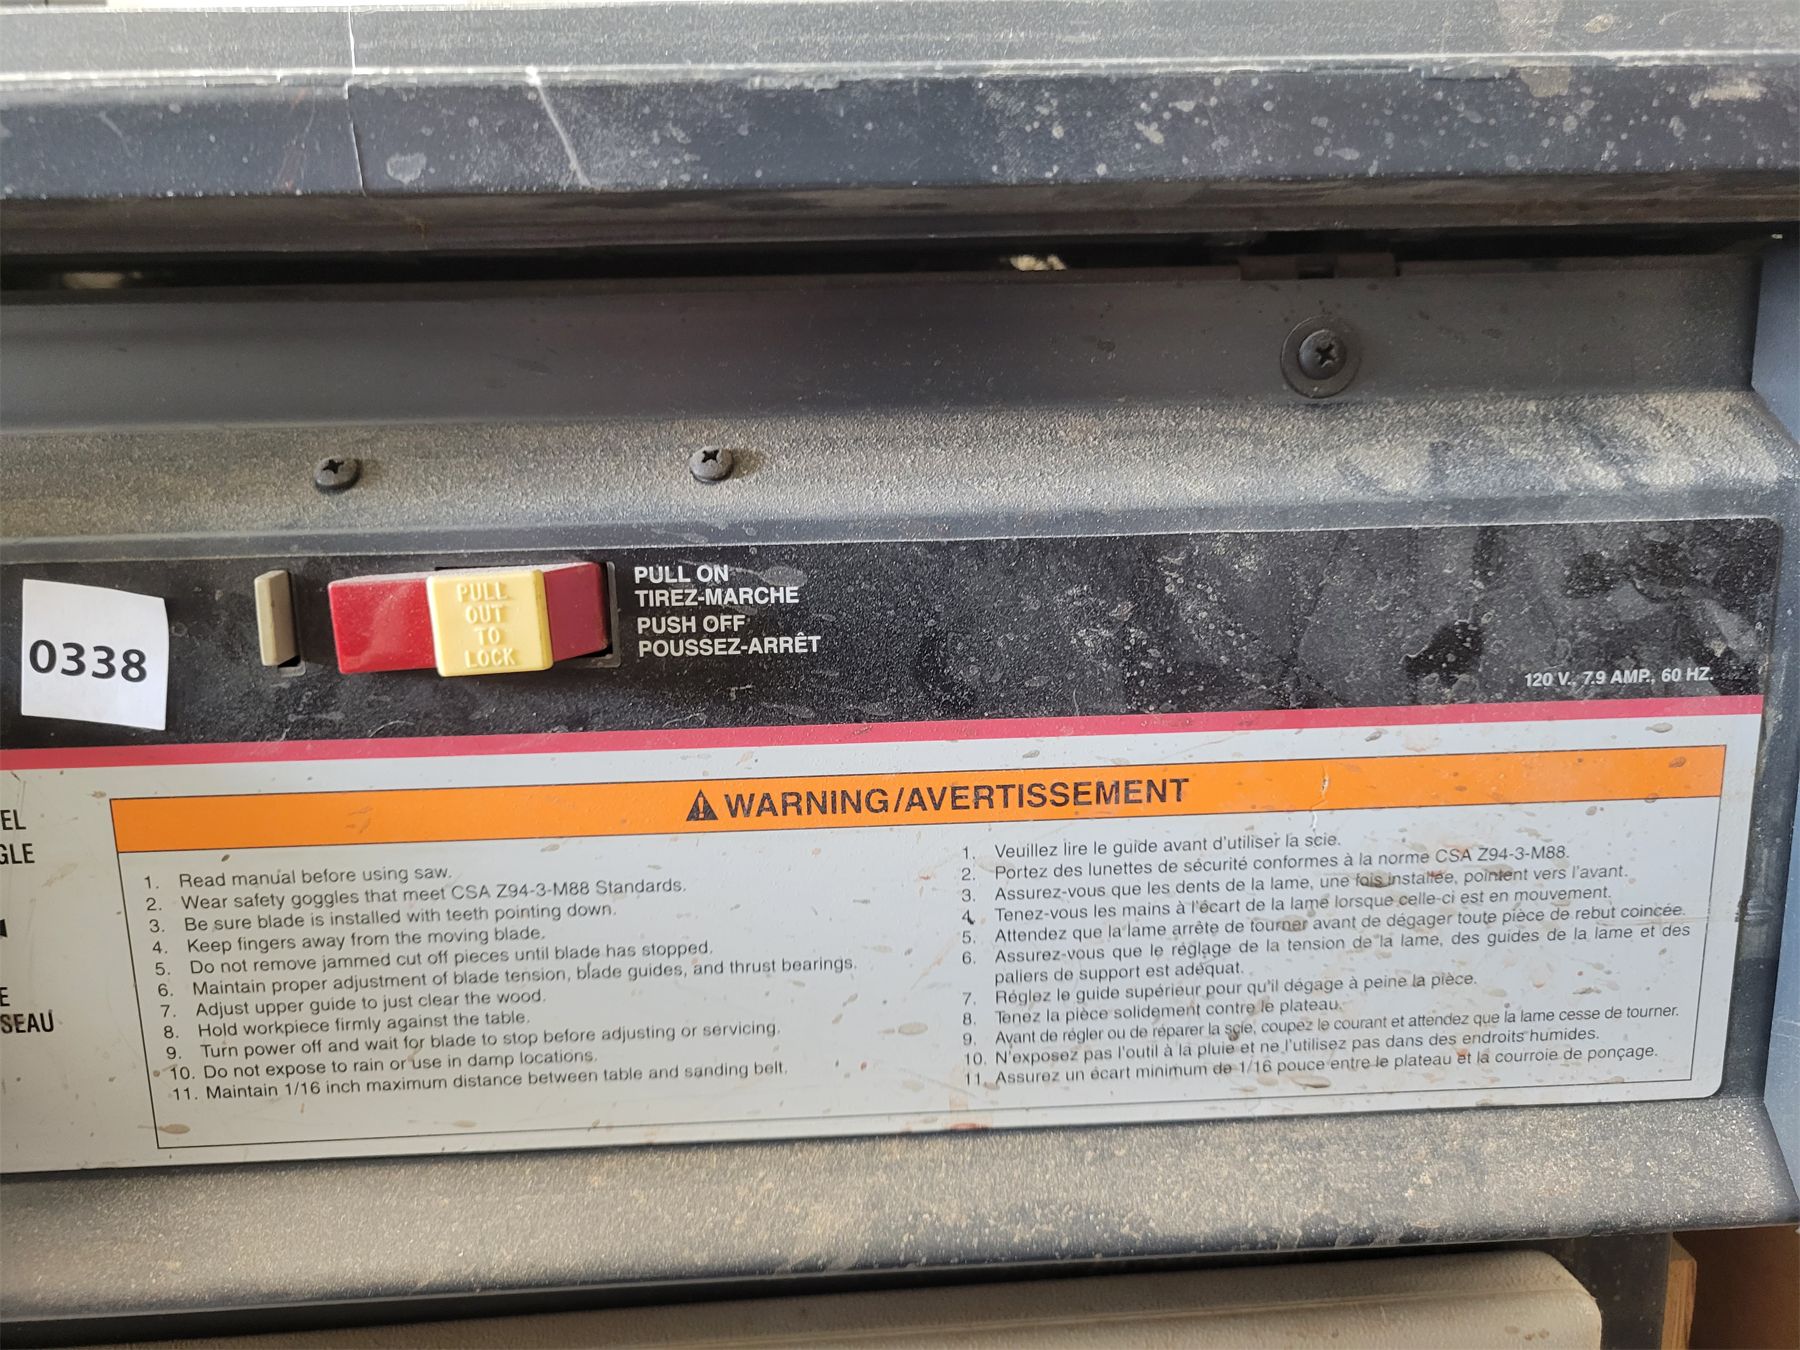 PULL ON
TIREZ-MARCHE
PUSH OFF
POUSSEZ-ARRÊT
PULL
OUT
TO
LOCK
0338
120 V., 7.9 AMP., 60 HZ.
EL
GLE
E
SEAU
WARNING/AVERTISSEMENT
1. Read manual before using saw.
2. Wear safety goggles that meet CSA Z94-3-M88 Standards.
3. Be sure blade is installed with teeth pointing down.
4. Keep fingers away from the moving blade.
5. Do not remove jammed cut off pieces until blade has stopped.
6. Maintain proper adjustment of blade tension, blade guides, and thrust bearings.
7. Adjust upper guide to just clear the wood.
8. Hold workpiece firmly against the table.
9. Turn power off and wait for blade to stop before adjusting or servicing.
10. Do not expose to rain or use in damp locations.
11. Maintain 1/16 inch maximum distance between table and sanding belt.
1. Veuillez lire le guide avant d'utiliser la scie.
2. Portez des lunettes de sécurité conformes à la norme CSA Z94-3-M88.
3. Assurez-vous que les dents de la lame, une fois installée, pointent vers l'avant.
4. Tenez-vous les mains à l'écart de la lame lorsque celle-ci est en mouvement.
5. Attendez que la lame arrête de tourner avant de dégager toute pièce de rebut coincée.
6. Assurez-vous que le réglage de la tension de la lame, des guides de la lame et des
paliers de support est adéquat.
7. Réglez le guide supérieur pour qu'il dégage à peine la pièce.
8. Tenez la pièce solidement contre le plateau.
9. Avant de régler ou de réparer la scie, coupez le courant et attendez que la lame cesse de tourner.
10. N'exposez pas l'outil à la pluie et ne l'utilisez pas dans des endroits humides.
11. Assurez un écart minimum de 1/16 pouce entre le plateau et la courroie de ponçage.